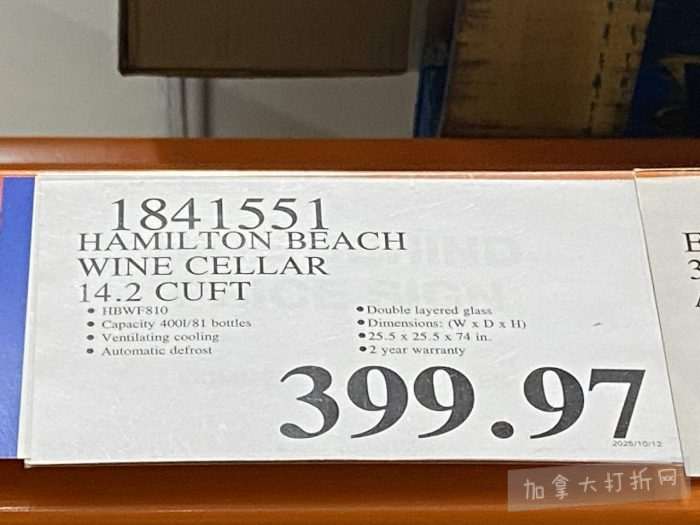 1841551
HAMILTON BEACH
WINE CELLAR
14.2 CUFT
• HBWF810
• Capacity 400l/81 bottles
• Ventilating cooling
• Automatic defrost
• Double layered glass
• Dimensions: (W x D x H)
• 25.5 x 25.5 x 74 in.
• 2 year warranty
399.97
2025/10/12
E
3
加拿大打折网